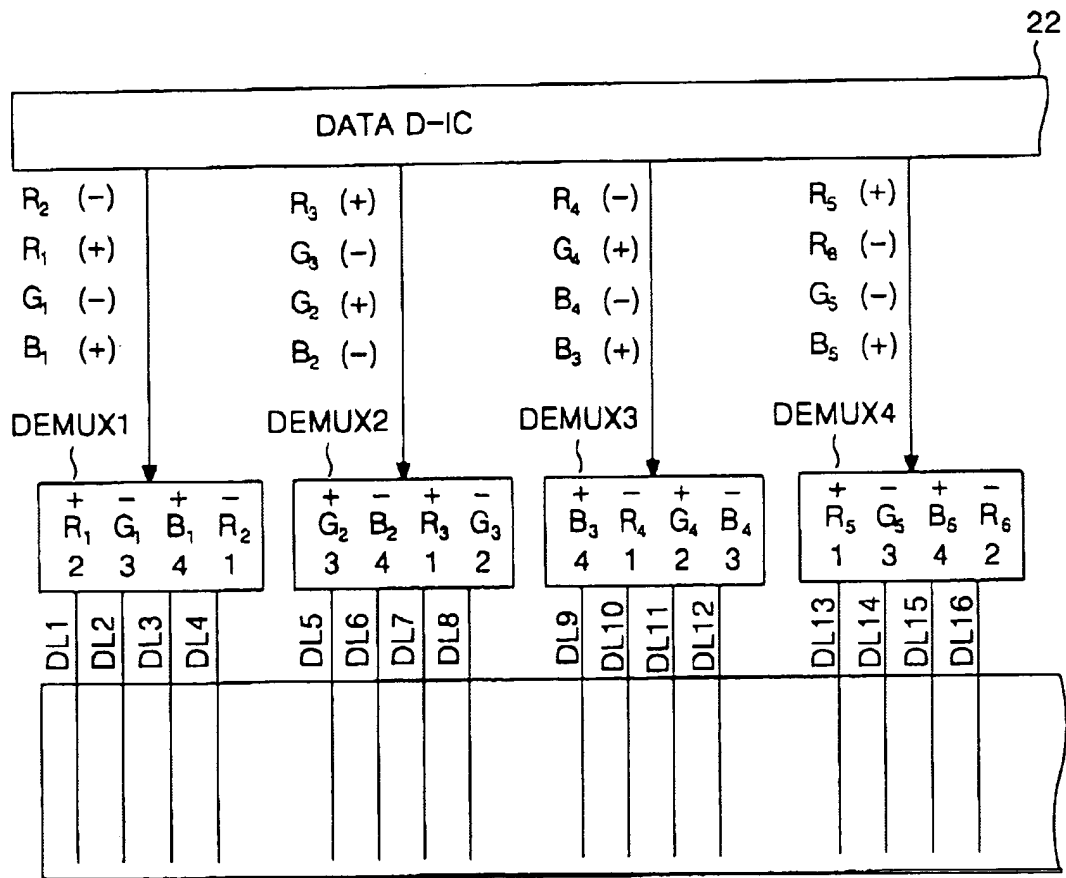 22
DATA D-IC
R₂ (-) R₃ (+) R₄ (-) R₅ (+)
R₁ (+) G₃ (-) G₄ (+) R₆ (-)
G₁ (-) G₂ (+) B₄ (-) G₅ (-)
B₁ (+) B₂ (-) B₃ (+) B₅ (+)
DEMUX1 DEMUX2 DEMUX3 DEMUX4
+ - + - + - + - + - + - + - + -
R₁ G₁ B₁ R₂ G₂ B₂ R₃ G₃ B₃ R₄ G₄ B₄ R₅ G₅ B₅ R₆
2 3 4 1 3 4 1 2 4 1 2 3 1 3 4 2
DL1 DL2 DL3 DL4 DL5 DL6 DL7 DL8 DL9 DL10 DL11 DL12 DL13 DL14 DL15 DL16